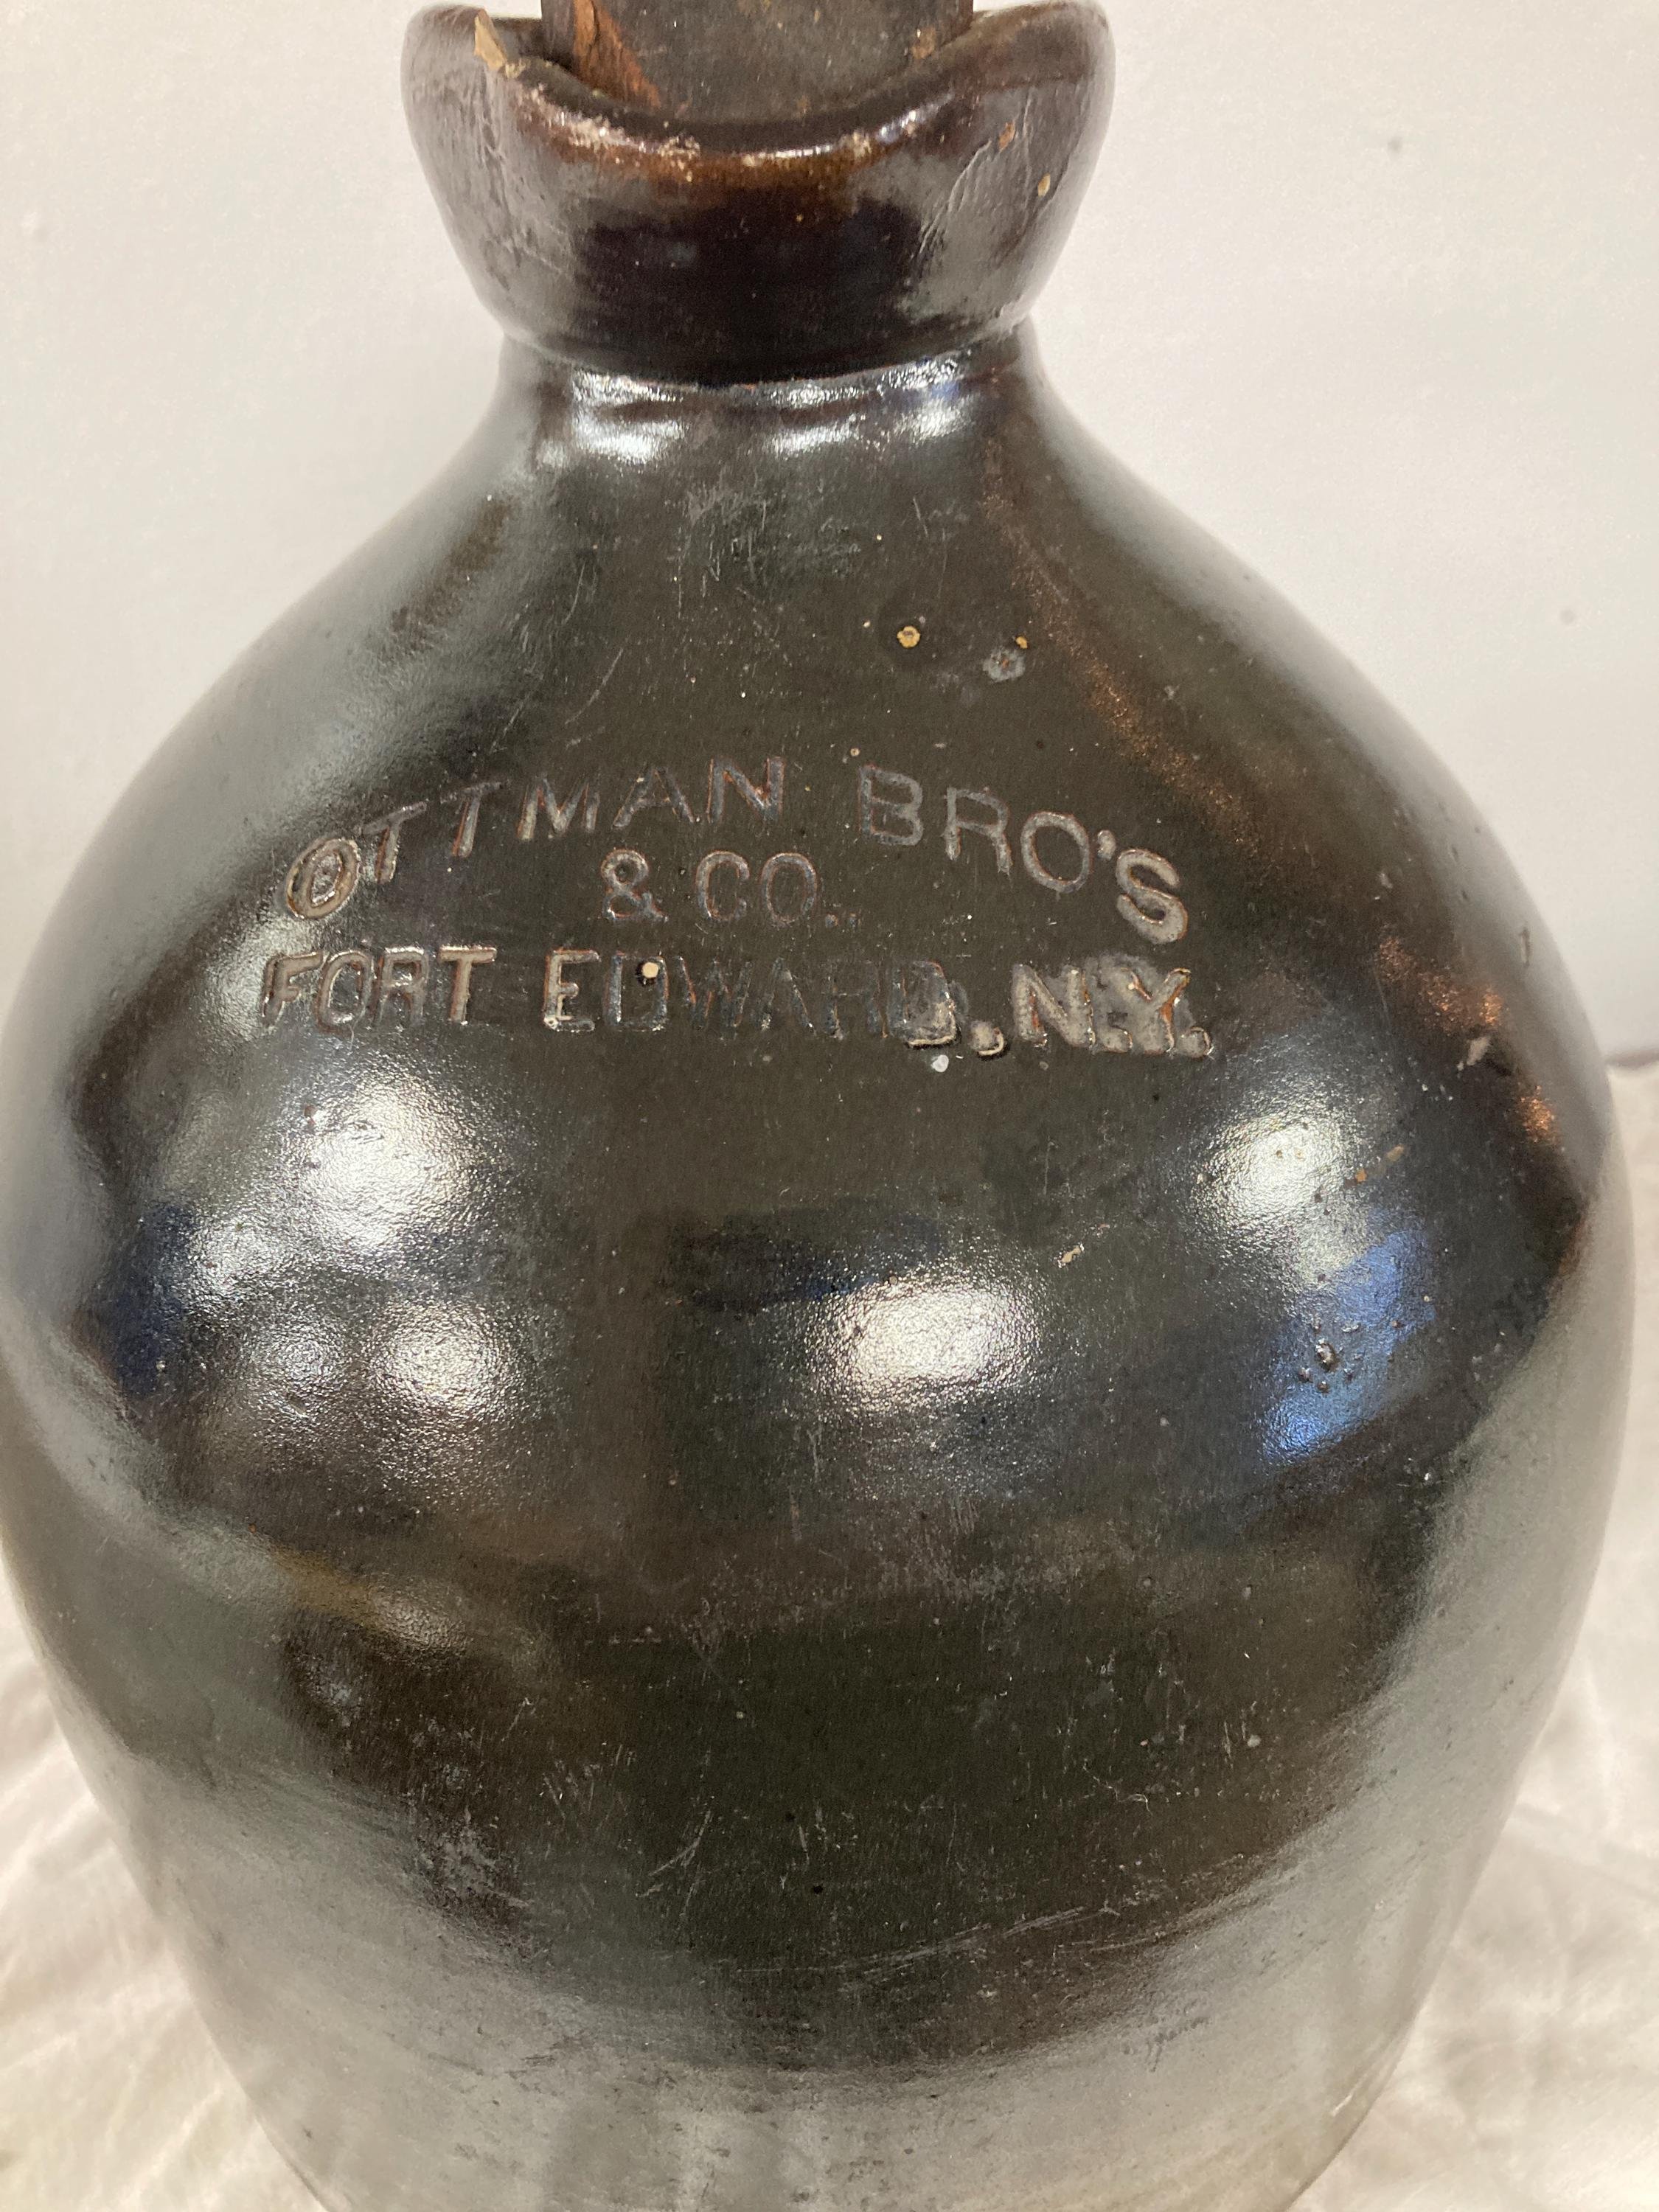 OTTMAN BRO'S
& CO.
FORT EDWARD, N.Y.